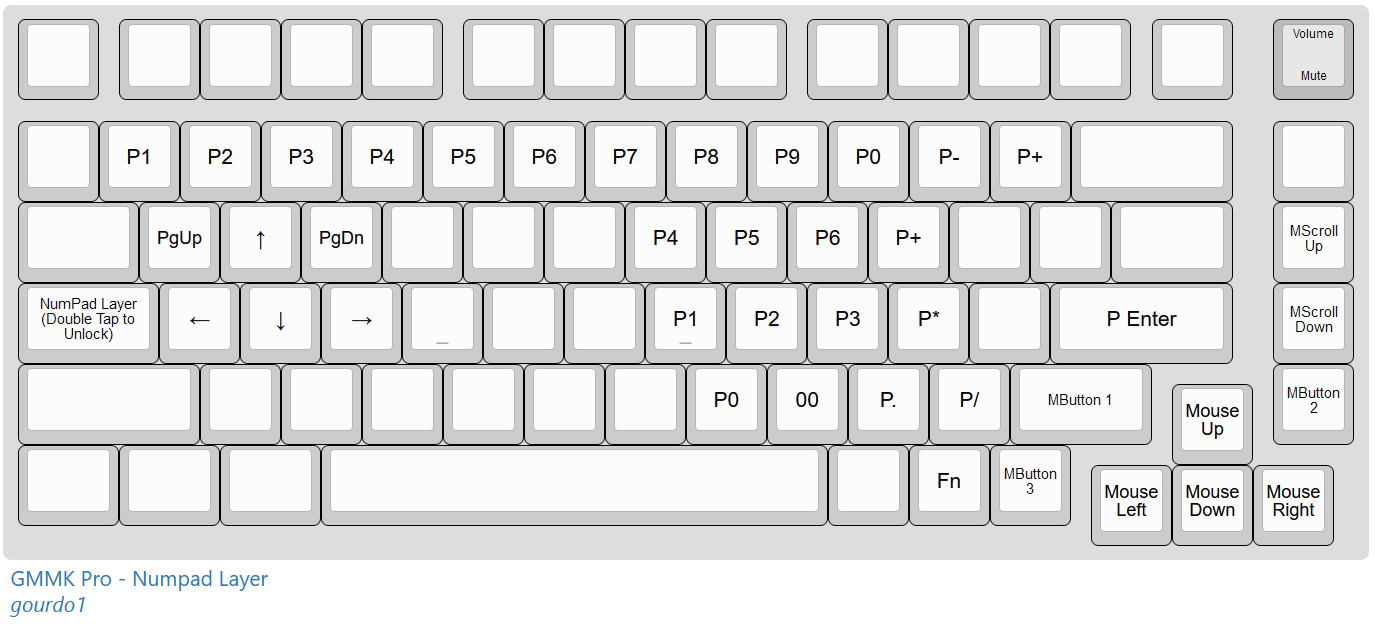 Volume
Mute
P1 P2 P3 P4 P5 P6 P7 P8 P9 P0 P- P+
PgUp ↑ PgDn P4 P5 P6 P+ MScroll
Up
NumPad Layer
(Double Tap to
Unlock)
← ↓ → _ P1 _ P2 P3 P* P Enter MScroll
Down
P0 00 P. P/ MButton 1 Mouse
Up
MButton
2
Fn MButton
3
Mouse
Left
Mouse
Down
Mouse
Right
GMMK Pro - Numpad Layer
gourdo1